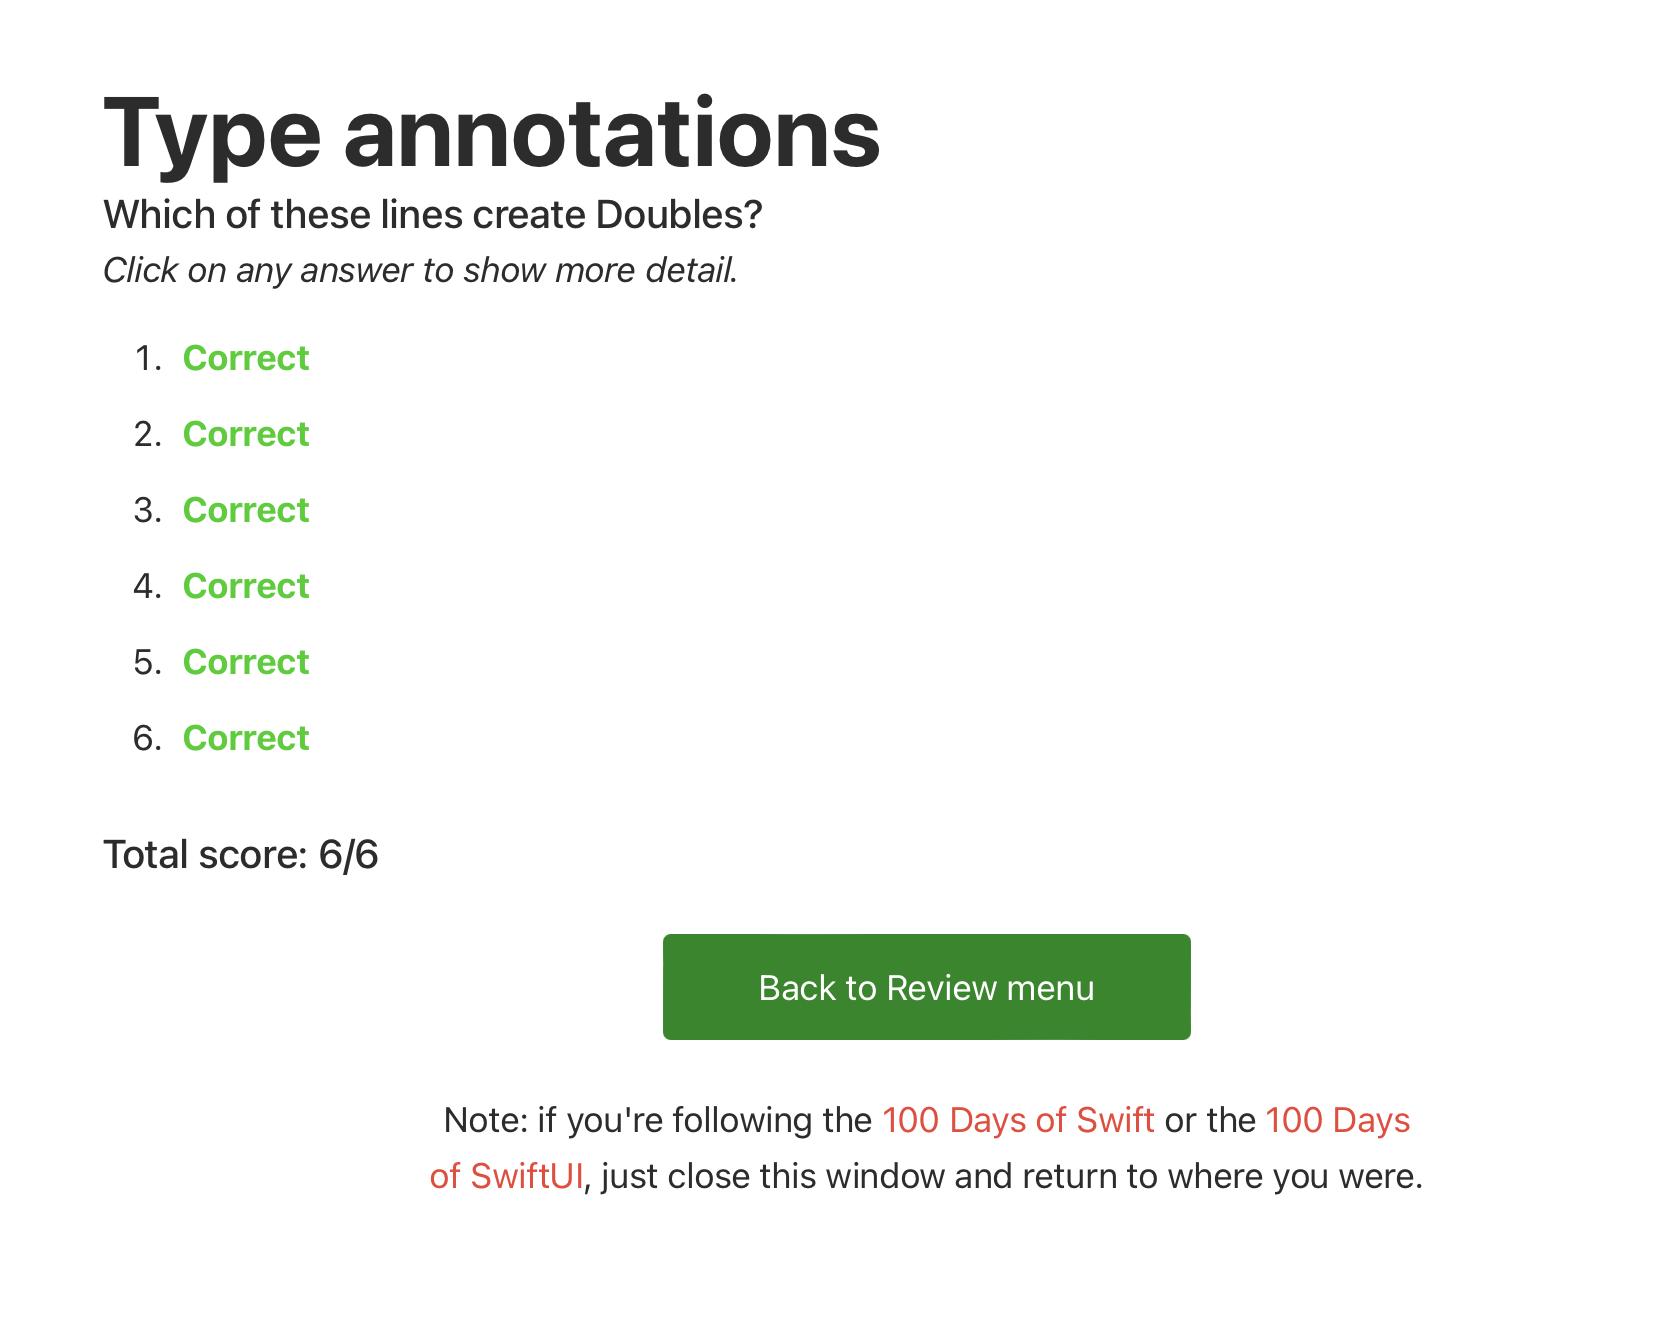 Type annotations
Which of these lines create Doubles?
Click on any answer to show more detail.
1. Correct
2. Correct
3. Correct
4. Correct
5. Correct
6. Correct
Total score: 6/6
Back to Review menu
Note: if you're following the 100 Days of Swift or the 100 Days
of SwiftUI, just close this window and return to where you were.